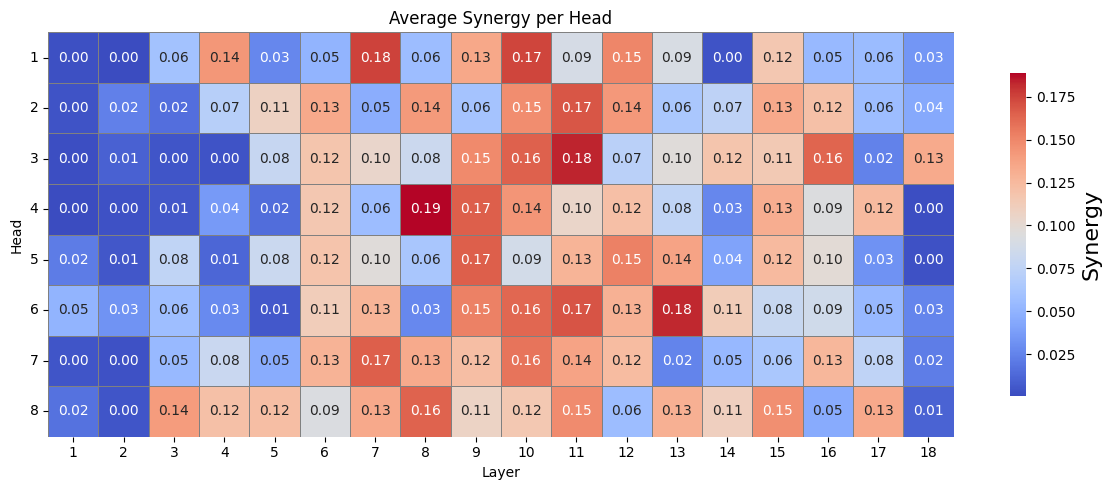 Average Synergy per Head
1 0.00 0.00 0.06 0.14 0.03 0.05 0.18 0.06 0.13 0.17 0.09 0.15 0.09 0.00 0.12 0.05 0.06 0.03
2 0.00 0.02 0.02 0.07 0.11 0.13 0.05 0.14 0.06 0.15 0.17 0.14 0.06 0.07 0.13 0.12 0.06 0.04
3 0.00 0.01 0.00 0.00 0.08 0.12 0.10 0.08 0.15 0.16 0.18 0.07 0.10 0.12 0.11 0.16 0.02 0.13
4 0.00 0.00 0.01 0.04 0.02 0.12 0.06 0.19 0.17 0.14 0.10 0.12 0.08 0.03 0.13 0.09 0.12 0.00
5 0.02 0.01 0.08 0.01 0.08 0.12 0.10 0.06 0.17 0.09 0.13 0.15 0.14 0.04 0.12 0.10 0.03 0.00
6 0.05 0.03 0.06 0.03 0.01 0.11 0.13 0.03 0.15 0.16 0.17 0.13 0.18 0.11 0.08 0.09 0.05 0.03
7 0.00 0.00 0.05 0.08 0.05 0.13 0.17 0.13 0.12 0.16 0.14 0.12 0.02 0.05 0.06 0.13 0.08 0.02
8 0.02 0.00 0.14 0.12 0.12 0.09 0.13 0.16 0.11 0.12 0.15 0.06 0.13 0.11 0.15 0.05 0.13 0.01
1 2 3 4 5 6 7 8 9 10 11 12 13 14 15 16 17 18
Layer
Head
0.175
0.150
0.125
0.100
0.075
0.050
0.025
Synergy